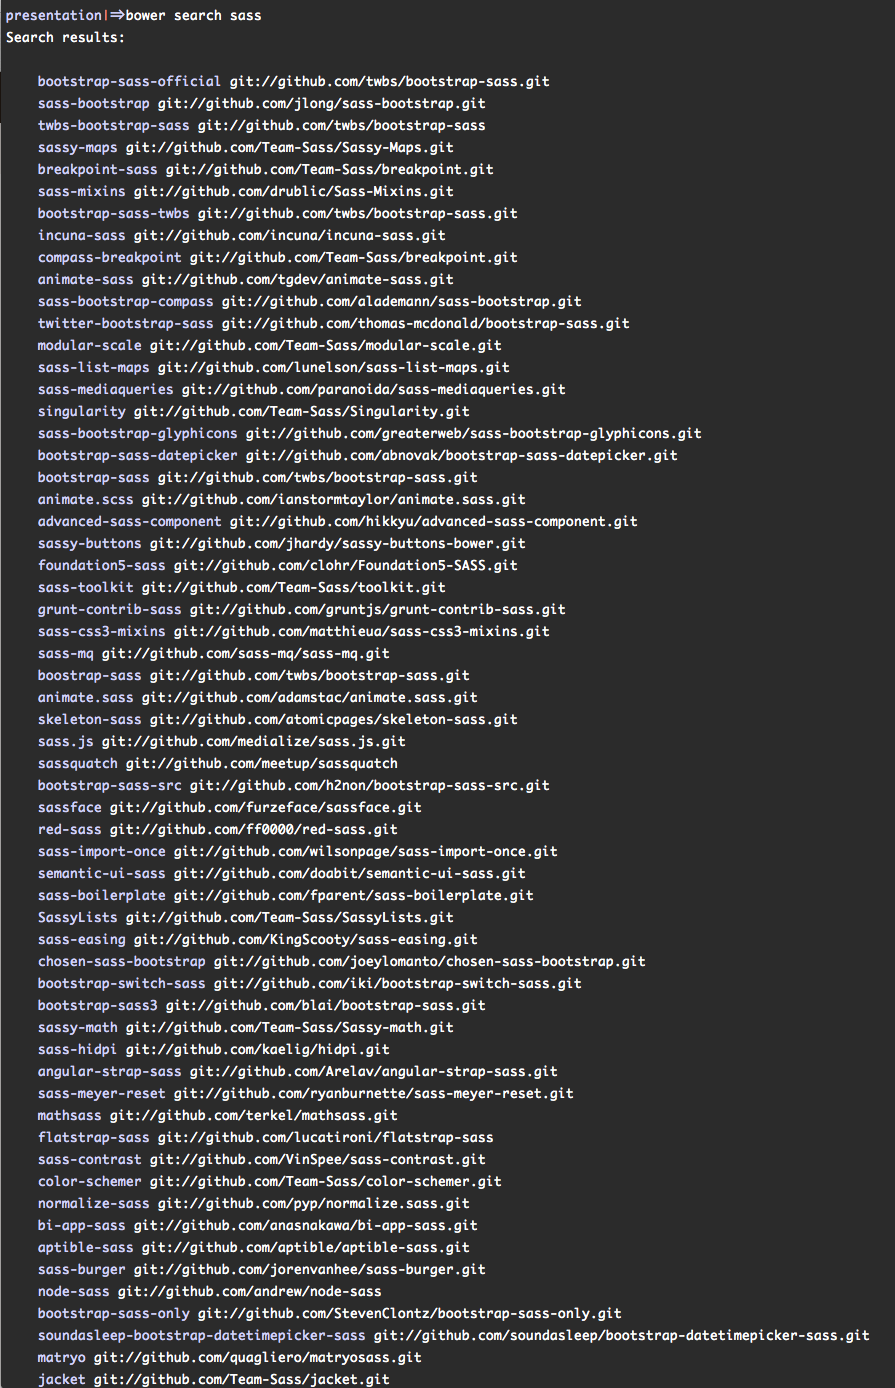 presentation|⇒bower search sass
Search results:
bootstrap-sass-official git://github.com/twbs/bootstrap-sass.git
sass-bootstrap git://github.com/jlong/sass-bootstrap.git
twbs-bootstrap-sass git://github.com/twbs/bootstrap-sass
sassy-maps git://github.com/Team-Sass/Sassy-Maps.git
breakpoint-sass git://github.com/Team-Sass/breakpoint.git
sass-mixins git://github.com/drublic/Sass-Mixins.git
bootstrap-sass-twbs git://github.com/twbs/bootstrap-sass.git
incuna-sass git://github.com/incuna/incuna-sass.git
compass-breakpoint git://github.com/Team-Sass/breakpoint.git
animate-sass git://github.com/tgdev/animate-sass.git
sass-bootstrap-compass git://github.com/alademann/sass-bootstrap.git
twitter-bootstrap-sass git://github.com/thomas-mcdonald/bootstrap-sass.git
modular-scale git://github.com/Team-Sass/modular-scale.git
sass-list-maps git://github.com/lunelson/sass-list-maps.git
sass-mediaqueries git://github.com/paranoida/sass-mediaqueries.git
singularity git://github.com/Team-Sass/Singularity.git
sass-bootstrap-glyphicons git://github.com/greaterweb/sass-bootstrap-glyphicons.git
bootstrap-sass-datepicker git://github.com/abnovak/bootstrap-sass-datepicker.git
bootstrap-sass git://github.com/twbs/bootstrap-sass.git
animate.scss git://github.com/ianstormtaylor/animate.sass.git
advanced-sass-component git://github.com/hikkyu/advanced-sass-component.git
sassy-buttons git://github.com/jhardy/sassy-buttons-bower.git
foundation5-sass git://github.com/clohr/Foundation5-SASS.git
sass-toolkit git://github.com/Team-Sass/toolkit.git
grunt-contrib-sass git://github.com/gruntjs/grunt-contrib-sass.git
sass-css3-mixins git://github.com/matthieua/sass-css3-mixins.git
sass-mq git://github.com/sass-mq/sass-mq.git
boostrap-sass git://github.com/twbs/bootstrap-sass.git
animate.sass git://github.com/adamstac/animate.sass.git
skeleton-sass git://github.com/atomicpages/skeleton-sass.git
sass.js git://github.com/medialize/sass.js.git
sassquatch git://github.com/meetup/sassquatch
bootstrap-sass-src git://github.com/h2non/bootstrap-sass-src.git
sassface git://github.com/furzeface/sassface.git
red-sass git://github.com/ff0000/red-sass.git
sass-import-once git://github.com/wilsonpage/sass-import-once.git
semantic-ui-sass git://github.com/doabit/semantic-ui-sass.git
sass-boilerplate git://github.com/fparent/sass-boilerplate.git
SassyLists git://github.com/Team-Sass/SassyLists.git
sass-easing git://github.com/KingScooty/sass-easing.git
chosen-sass-bootstrap git://github.com/joeylomanto/chosen-sass-bootstrap.git
bootstrap-switch-sass git://github.com/iki/bootstrap-switch-sass.git
bootstrap-sass3 git://github.com/blai/bootstrap-sass.git
sassy-math git://github.com/Team-Sass/Sassy-math.git
sass-hidpi git://github.com/kaelig/hidpi.git
angular-strap-sass git://github.com/Arelav/angular-strap-sass.git
sass-meyer-reset git://github.com/ryanburnette/sass-meyer-reset.git
mathsass git://github.com/terkel/mathsass.git
flatstrap-sass git://github.com/lucatironi/flatstrap-sass
sass-contrast git://github.com/VinSpee/sass-contrast.git
color-schemer git://github.com/Team-Sass/color-schemer.git
normalize-sass git://github.com/pyp/normalize.sass.git
bi-app-sass git://github.com/anasnakawa/bi-app-sass.git
aptible-sass git://github.com/aptible/aptible-sass.git
sass-burger git://github.com/jorenvanhee/sass-burger.git
node-sass git://github.com/andrew/node-sass
bootstrap-sass-only git://github.com/StevenClontz/bootstrap-sass-only.git
soundasleep-bootstrap-datetimepicker-sass git://github.com/soundasleep/bootstrap-datetimepicker-sass.git
matryo git://github.com/quagliero/matryosass.git
jacket git://github.com/Team-Sass/jacket.git